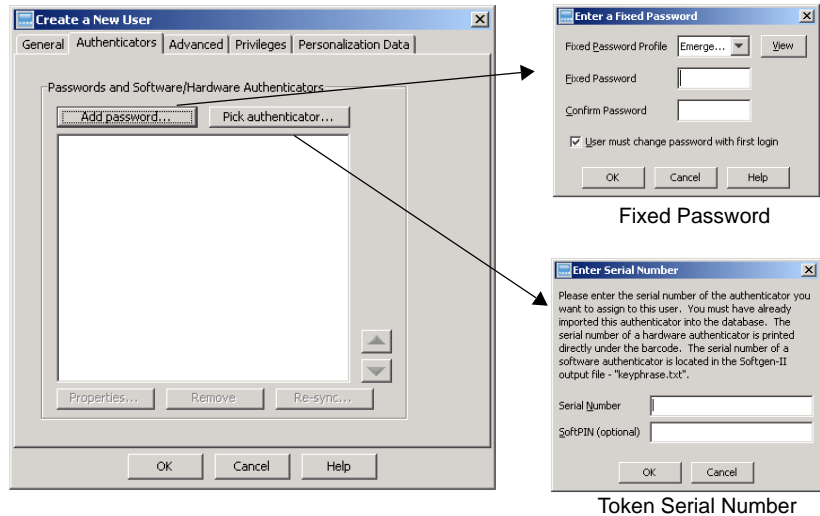 Create a New User
General Authenticators Advanced Privileges Personalization Data
Passwords and Software/Hardware Authenticators
Add password... Pick authenticator...
Properties... Remove Re-sync...
OK Cancel Help
Enter a Fixed Password
Fixed Password Profile Emerge... View
Fixed Password
Confirm Password
User must change password with first login
OK Cancel Help
Fixed Password
Enter Serial Number
Please enter the serial number of the authenticator you
want to assign to this user. You must have already
imported this authenticator into the database. The
serial number of a hardware authenticator is printed
directly under the barcode. The serial number of a
software authenticator is located in the Softgen-II
output file - "keyphrase.txt".
Serial Number
SoftPIN (optional)
OK Cancel
Token Serial Number